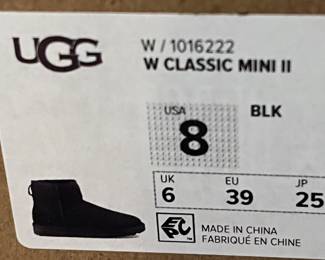 UGG
W / 1016222
W CLASSIC MINI II
USA
8
BLK
UK EU JP
6 39 25
MADE IN CHINA
FABRIQUÉ EN CHINE